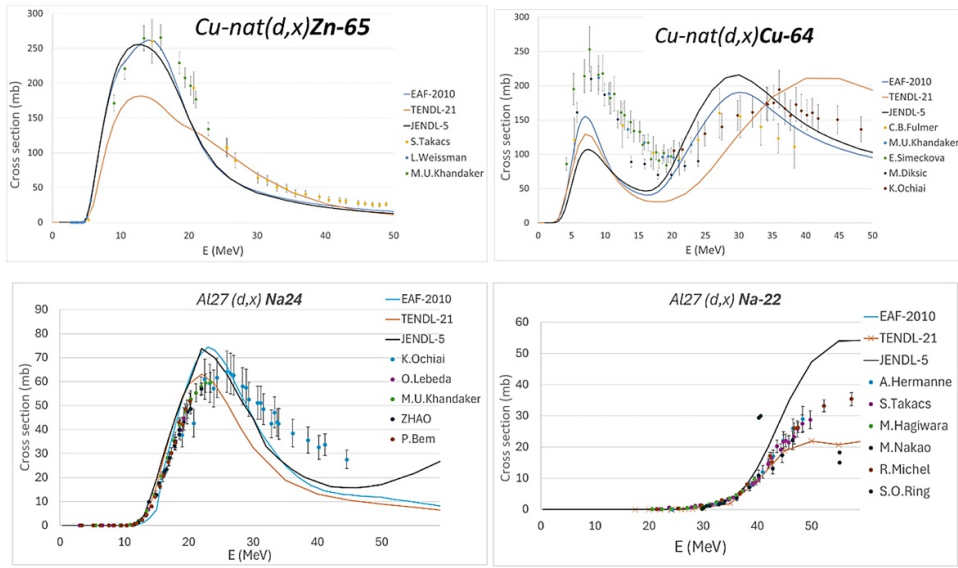 Cu-nat(d,x)Zn-65
Cross section (mb)
300
250
200
150
100
50
0
0 10 20 30 40 50
E (MeV)
EAF-2010
TENDL-21
JENDL-5
S.Takacs
L.Weissman
M.U.Khandaker
Cu-nat(d,x)Cu-64
Cross section (mb)
300
250
200
150
100
50
0
0 5 10 15 20 25 30 35 40 45 50
E (MeV)
EAF-2010
TENDL-21
JENDL-5
C.B.Fulmer
M.U.Khandaker
E.Simeckova
M.Diksic
K.Ochiai
Al27 (d,x) Na24
Cross section (mb)
90
80
70
60
50
40
30
20
10
0
0 10 20 30 40 50
E (MeV)
EAF-2010
TENDL-21
JENDL-5
K.Ochiai
O.Lebeda
M.U.Khandaker
ZHAO
P.Bem
Al27 (d,x) Na-22
Cross section (mb)
60
50
40
30
20
10
0
0 10 20 30 40 50
E (MeV)
EAF-2010
TENDL-21
JENDL-5
A.Hermanne
S.Takacs
M.Hagiwara
M.Nakao
R.Michel
S.O.Ring